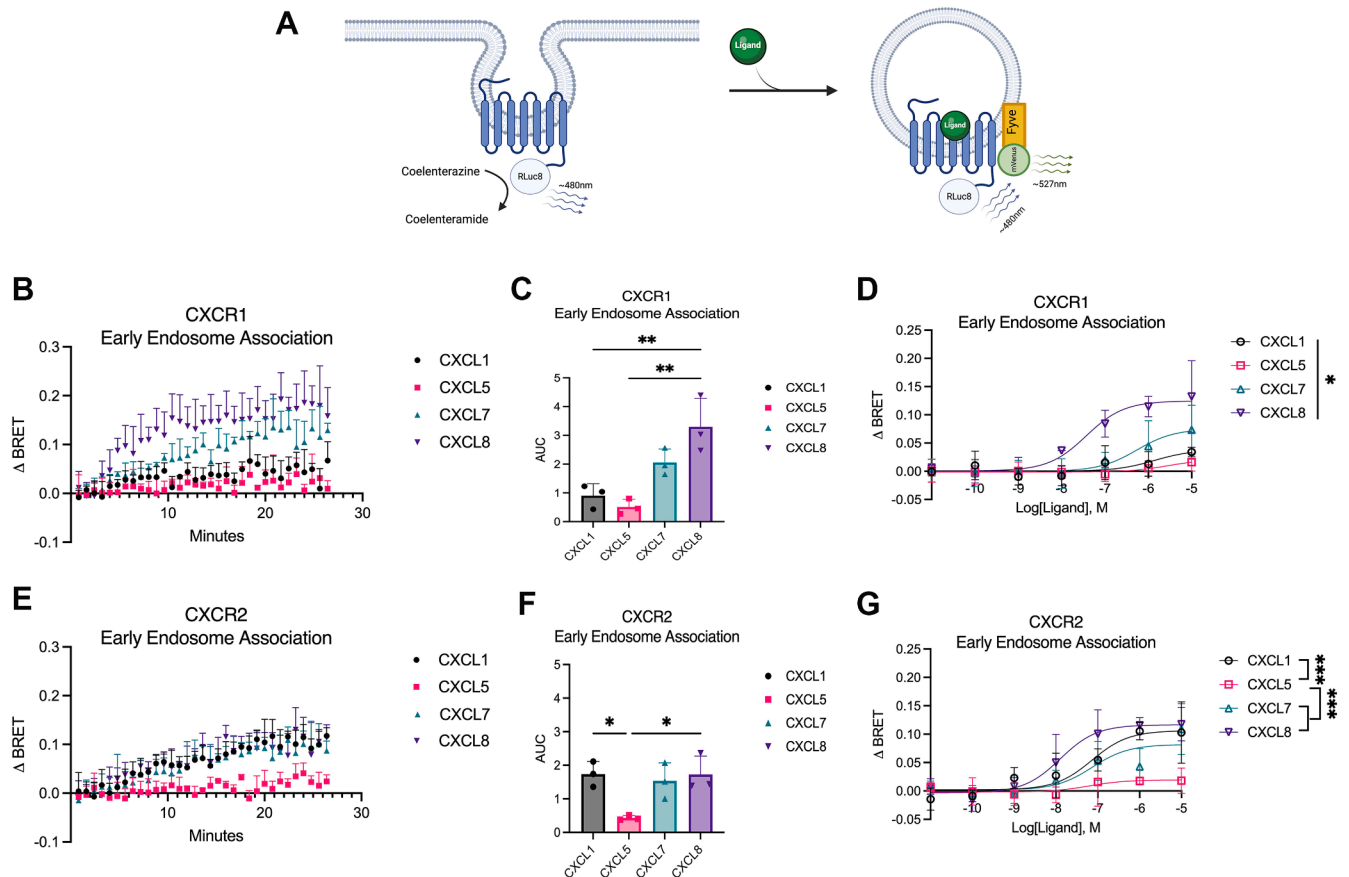 A
Ligand
Ligand
Fyve
mVenus
Coelenterazine
RLuc8
~480nm
Coelenteramide
RLuc8
~527nm
~480nm
B
CXCR1
Early Endosome Association
0.3
0.2
0.1
0.0
-0.1
Δ BRET
10
20
30
Minutes
CXCL1
CXCL5
CXCL7
CXCL8
C
CXCR1
Early Endosome Association
**
**
5
4
3
2
1
0
AUC
CXCL1
CXCL5
CXCL7
CXCL8
CXCL1
CXCL5
CXCL7
CXCL8
D
CXCR1
Early Endosome Association
0.25
0.20
0.15
0.10
0.05
0.00
-0.05
Δ BRET
-10
-9
-8
-7
-6
-5
Log[Ligand], M
CXCL1
CXCL5
CXCL7
CXCL8
*
E
CXCR2
Early Endosome Association
0.3
0.2
0.1
0.0
-0.1
Δ BRET
10
20
30
Minutes
CXCL1
CXCL5
CXCL7
CXCL8
F
CXCR2
Early Endosome Association
5
4
3
2
1
0
AUC
*
*
CXCL1
CXCL5
CXCL7
CXCL8
CXCL1
CXCL5
CXCL7
CXCL8
G
CXCR2
Early Endosome Association
0.25
0.20
0.15
0.10
0.05
0.00
-0.05
Δ BRET
-10
-9
-8
-7
-6
-5
Log[Ligand], M
CXCL1
CXCL5
CXCL7
CXCL8
****
***